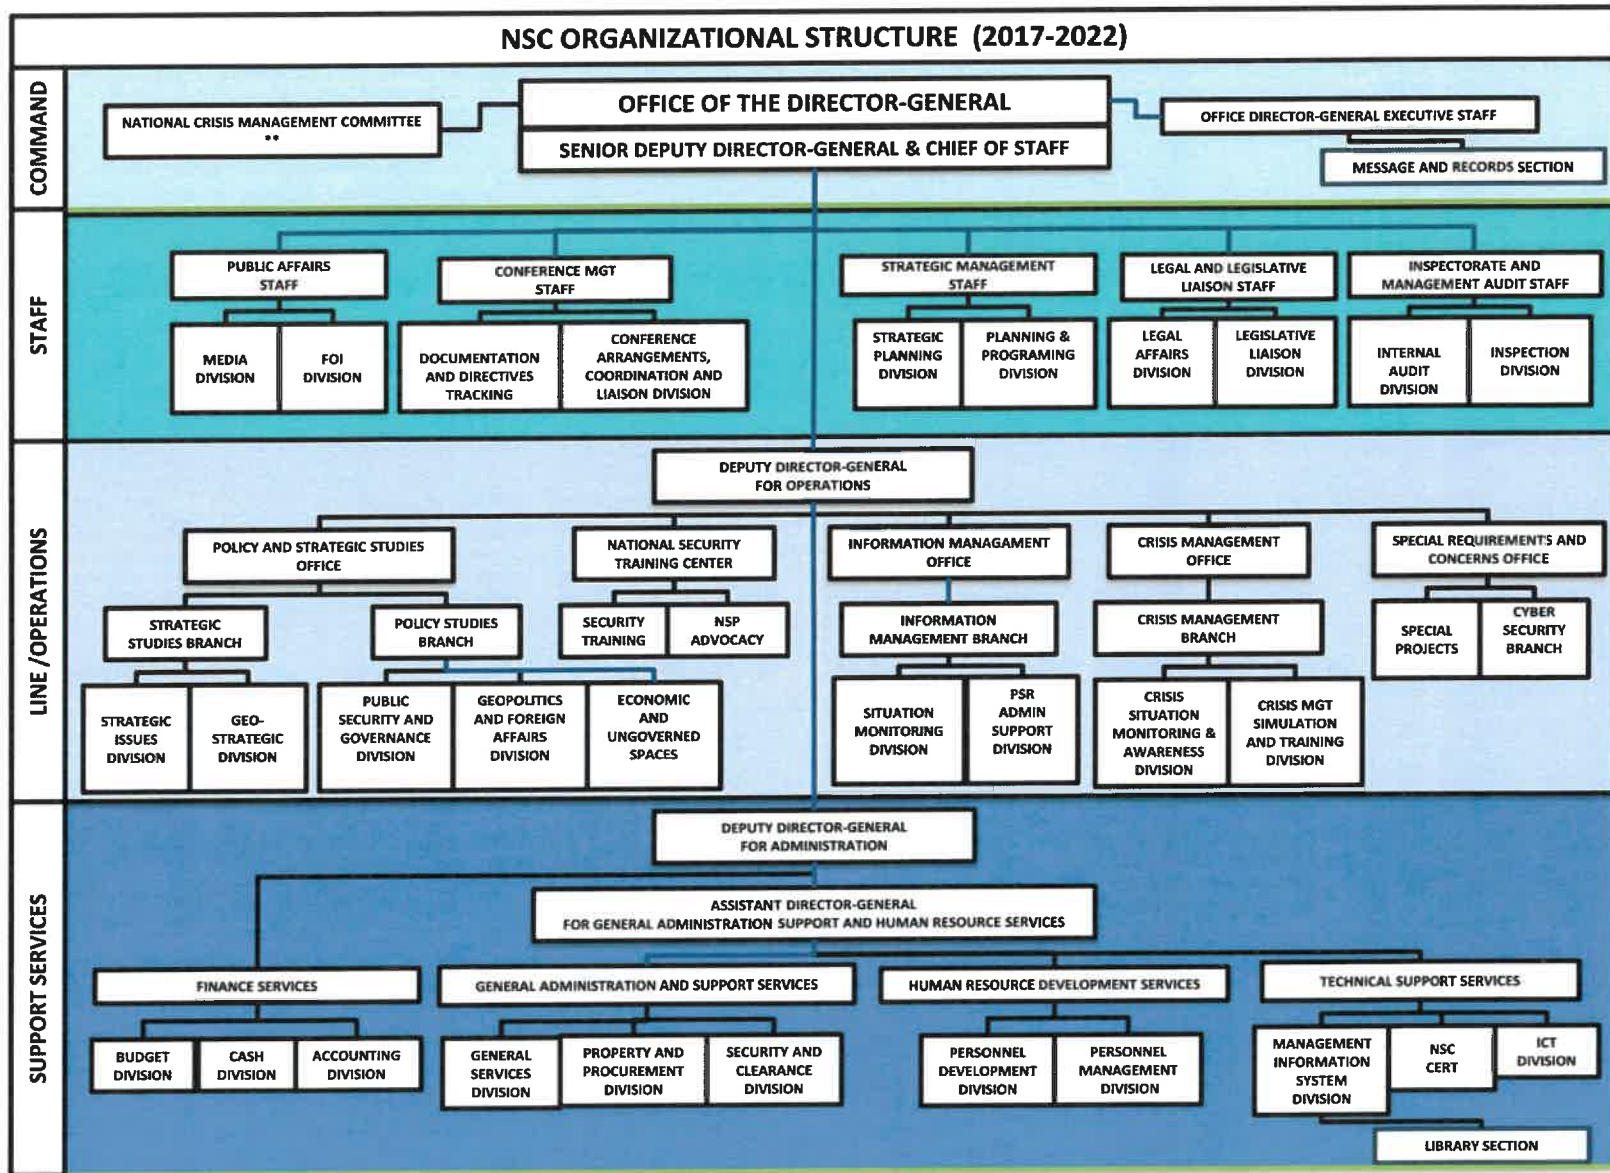 NSC ORGANIZATIONAL STRUCTURE (2017-2022)
COMMAND
OFFICE OF THE DIRECTOR-GENERAL
SENIOR DEPUTY DIRECTOR-GENERAL & CHIEF OF STAFF
NATIONAL CRISIS MANAGEMENT COMMITTEE
**
OFFICE DIRECTOR-GENERAL EXECUTIVE STAFF
MESSAGE AND RECORDS SECTION
STAFF
PUBLIC AFFAIRS
STAFF
MEDIA
DIVISION
FOI
DIVISION
CONFERENCE MGT
STAFF
DOCUMENTATION
AND DIRECTIVES
TRACKING
CONFERENCE
ARRANGEMENTS,
COORDINATION AND
LIAISON DIVISION
STRATEGIC MANAGEMENT
STAFF
STRATEGIC
PLANNING
DIVISION
PLANNING &
PROGRAMING
DIVISION
LEGAL AND LEGISLATIVE
LIAISON STAFF
LEGAL
AFFAIRS
DIVISION
LEGISLATIVE
LIAISON
DIVISION
INSPECTORATE AND
MANAGEMENT AUDIT STAFF
INTERNAL
AUDIT
DIVISION
INSPECTION
DIVISION
LINE /OPERATIONS
DEPUTY DIRECTOR-GENERAL
FOR OPERATIONS
POLICY AND STRATEGIC STUDIES
OFFICE
STRATEGIC
STUDIES BRANCH
STRATEGIC
ISSUES
DIVISION
GEO-
STRATEGIC
DIVISION
POLICY STUDIES
BRANCH
PUBLIC
SECURITY AND
GOVERNANCE
DIVISION
GEOPOLITICS
AND FOREIGN
AFFAIRS
DIVISION
ECONOMIC
AND
UNGOVERNED
SPACES
NATIONAL SECURITY
TRAINING CENTER
SECURITY
TRAINING
NSP
ADVOCACY
INFORMATION MANAGAMENT
OFFICE
INFORMATION
MANAGEMENT BRANCH
SITUATION
MONITORING
DIVISION
PSR
ADMIN
SUPPORT
DIVISION
CRISIS MANAGEMENT
OFFICE
CRISIS MANAGEMENT
BRANCH
CRISIS
SITUATION
MONITORING &
AWARENESS
DIVISION
CRISIS MGT
SIMULATION
AND TRAINING
DIVISION
SPECIAL REQUIREMENTS AND
CONCERNS OFFICE
SPECIAL
PROJECTS
CYBER
SECURITY
BRANCH
SUPPORT SERVICES
DEPUTY DIRECTOR-GENERAL
FOR ADMINISTRATION
ASSISTANT DIRECTOR-GENERAL
FOR GENERAL ADMINISTRATION SUPPORT AND HUMAN RESOURCE SERVICES
FINANCE SERVICES
BUDGET
DIVISION
CASH
DIVISION
ACCOUNTING
DIVISION
GENERAL ADMINISTRATION AND SUPPORT SERVICES
GENERAL
SERVICES
DIVISION
PROPERTY AND
PROCUREMENT
DIVISION
SECURITY AND
CLEARANCE
DIVISION
HUMAN RESOURCE DEVELOPMENT SERVICES
PERSONNEL
DEVELOPMENT
DIVISION
PERSONNEL
MANAGEMENT
DIVISION
TECHNICAL SUPPORT SERVICES
MANAGEMENT
INFORMATION
SYSTEM
DIVISION
NSC
CERT
ICT
DIVISION
LIBRARY SECTION